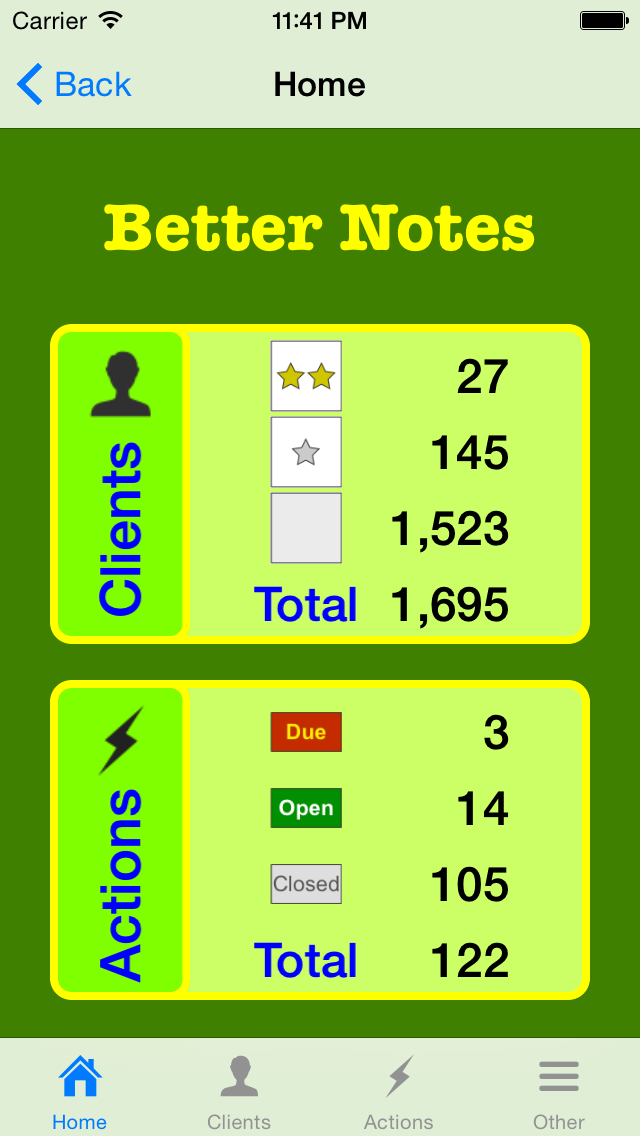 Carrier 11:41 PM
Back Home
Better Notes
Clients
27
145
1,523
Total 1,695
Actions
Due 3
Open 14
Closed 105
Total 122
Home Clients Actions Other